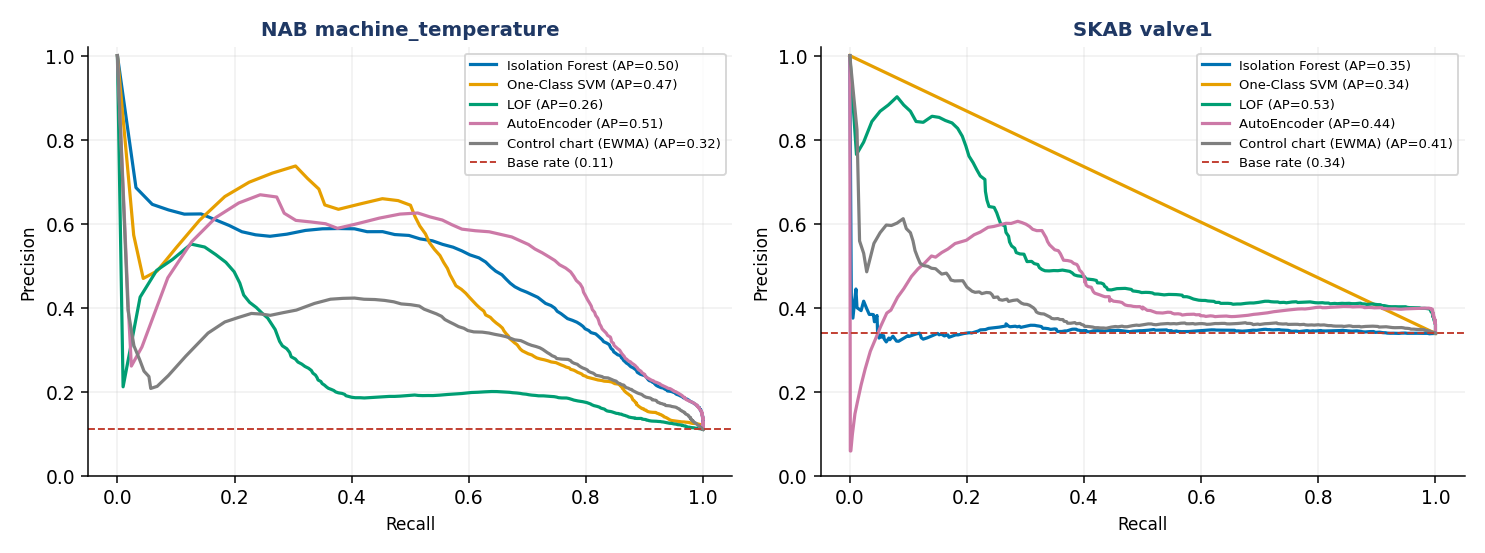 NAB machine_temperature
Precision
1.0
0.8
0.6
0.4
0.2
0.0
Isolation Forest (AP=0.50)
One-Class SVM (AP=0.47)
LOF (AP=0.26)
AutoEncoder (AP=0.51)
Control chart (EWMA) (AP=0.32)
Base rate (0.11)
0.0 0.2 0.4 0.6 0.8 1.0
Recall
SKAB valve1
Precision
1.0
0.8
0.6
0.4
0.2
0.0
Isolation Forest (AP=0.35)
One-Class SVM (AP=0.34)
LOF (AP=0.53)
AutoEncoder (AP=0.44)
Control chart (EWMA) (AP=0.41)
Base rate (0.34)
0.0 0.2 0.4 0.6 0.8 1.0
Recall